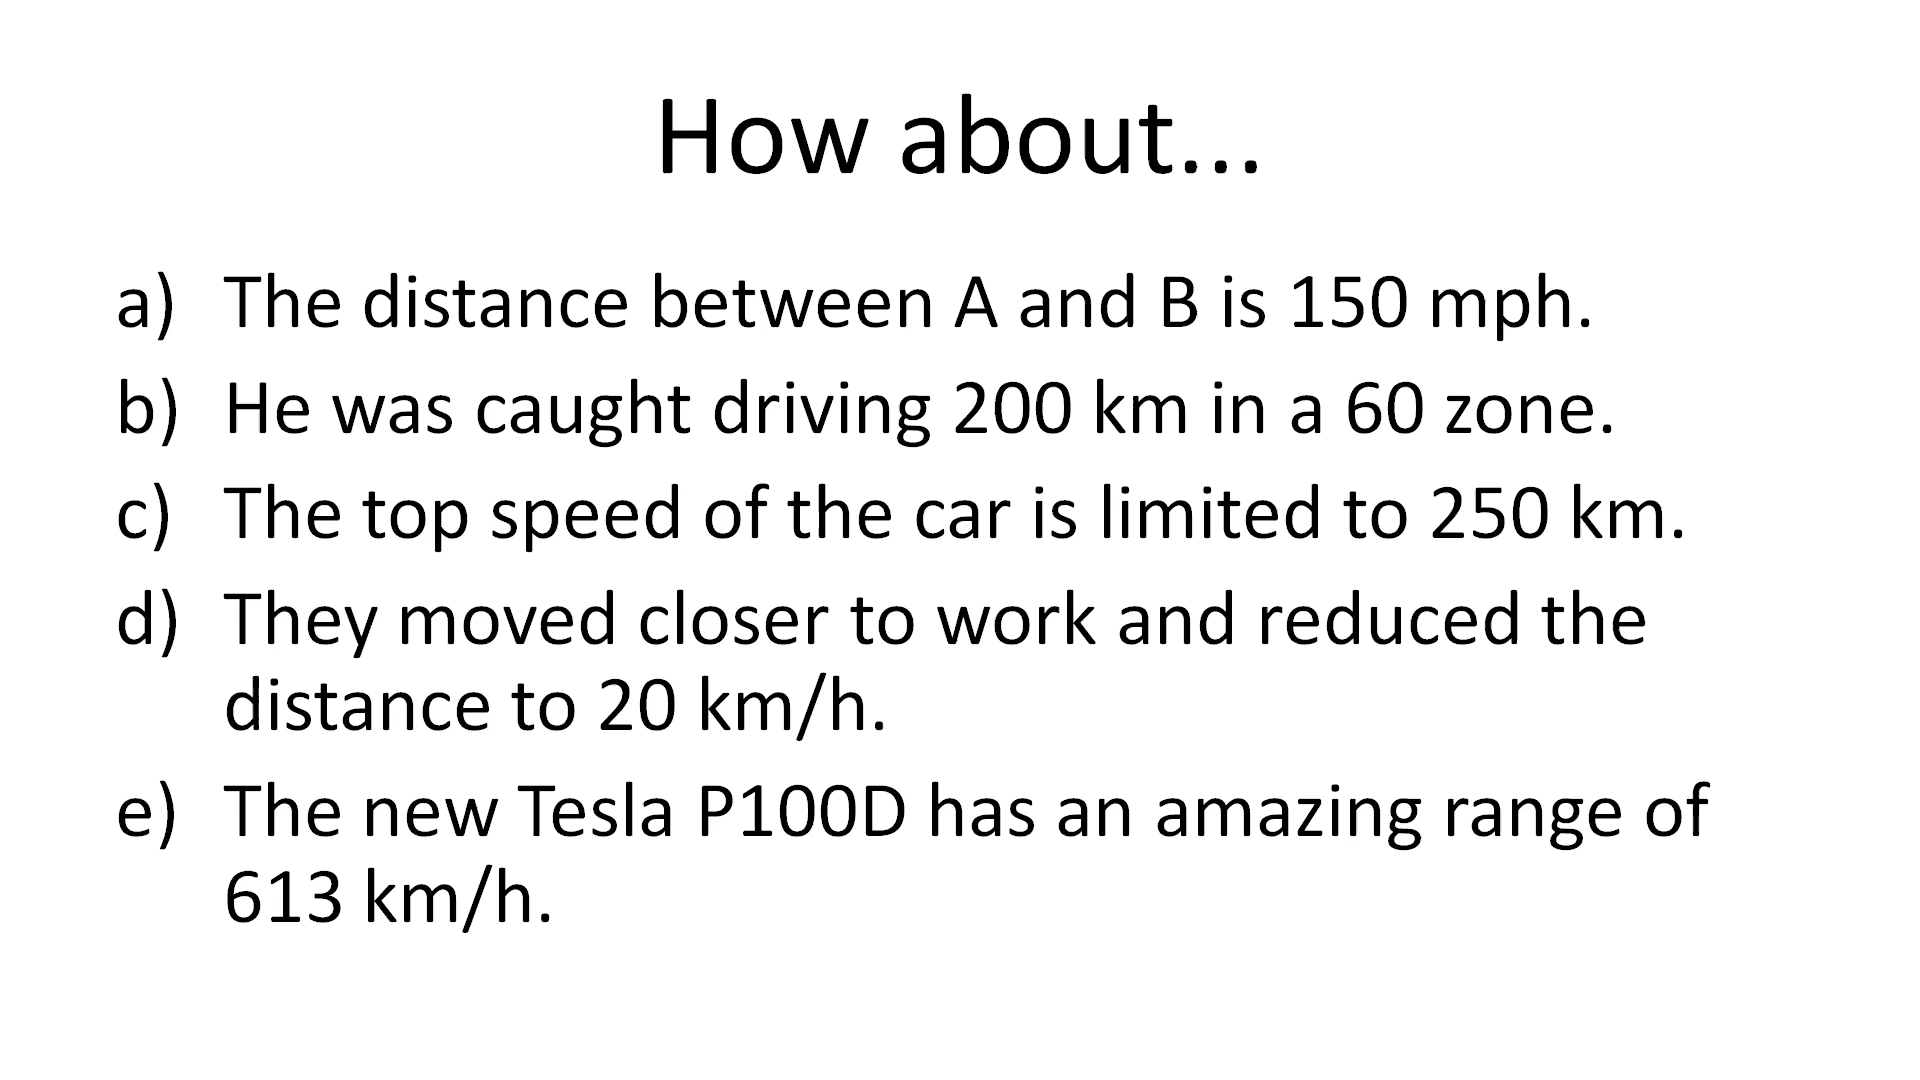 How about...
a) The distance between A and B is 150 mph.
b) He was caught driving 200 km in a 60 zone.
c) The top speed of the car is limited to 250 km.
d) They moved closer to work and reduced the
distance to 20 km/h.
e) The new Tesla P100D has an amazing range of
613 km/h.